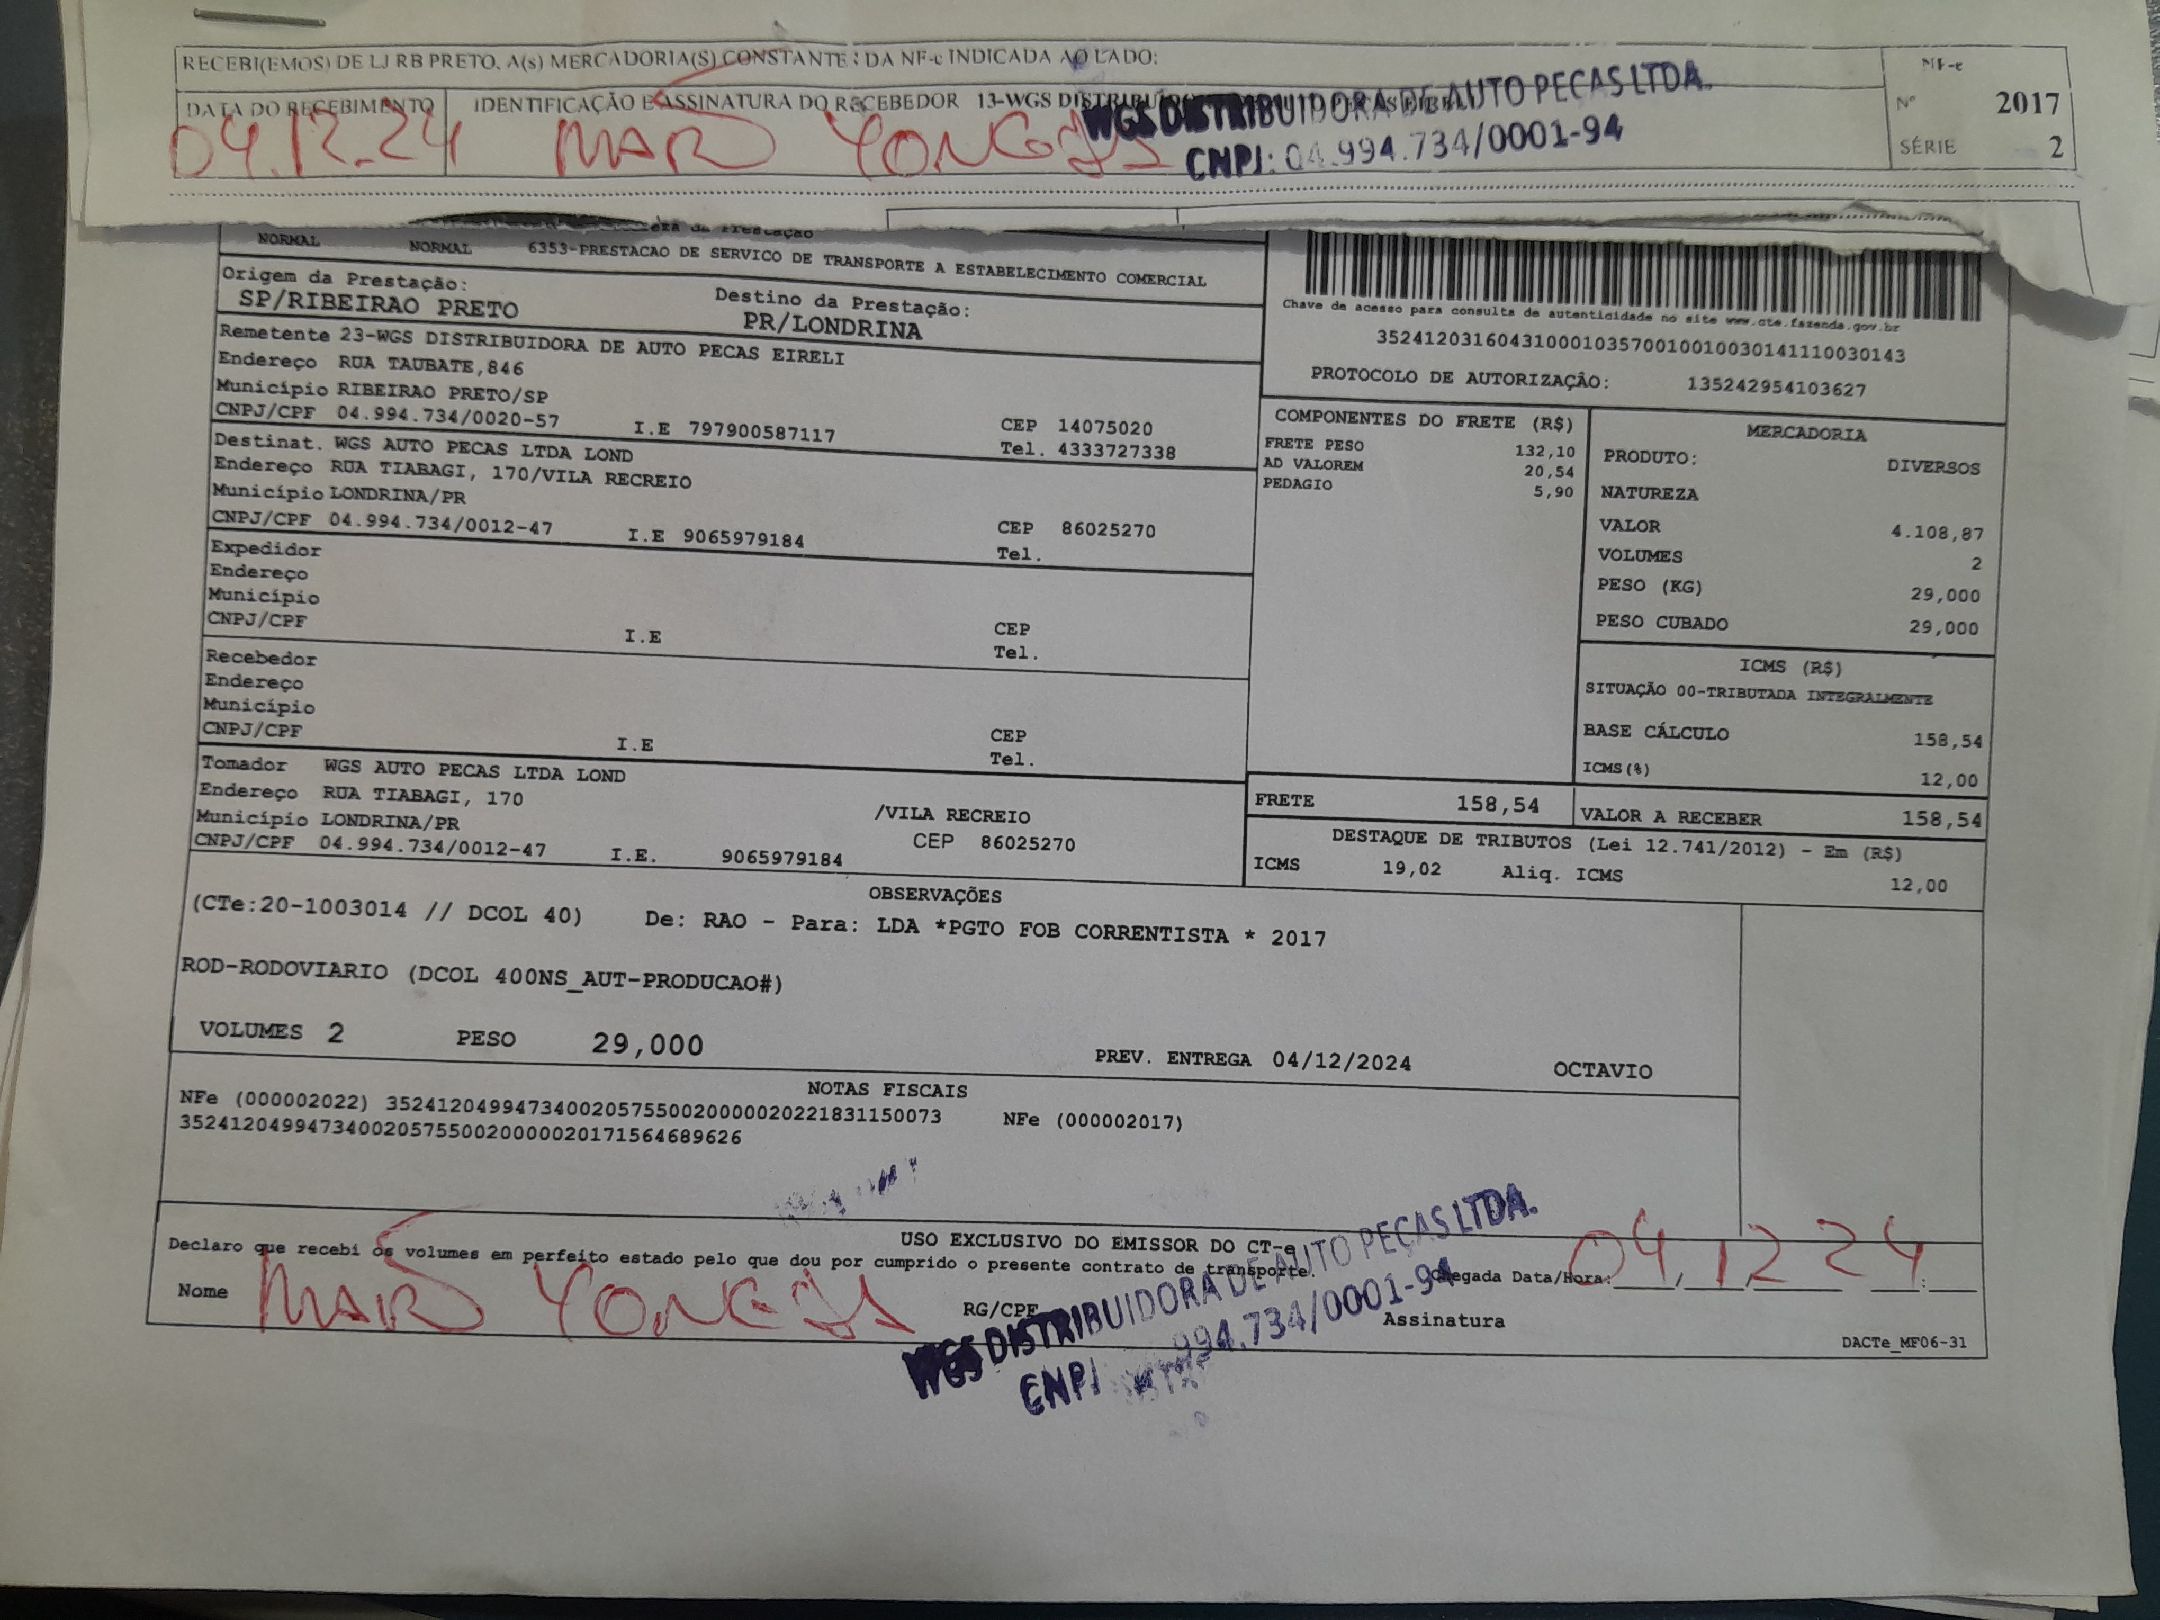 RECEBI(EMOS) DE LJ RB PRETO, A(s) MERCADORIA(S) CONSTANTE : DA NF-e INDICADA AO LADO:
NF-e
DATA DO RECEBIMENTO
IDENTIFICAÇÃO E ASSINATURA DO RECEBEDOR 13-WGS
Nº 2017
SÉRIE 2
04.12.24
WGS DISTRIBUIDORA DE AUTO PEÇAS LTDA.
CNPJ: 04.994.734/0001-94
Prestação
NORMAL NORMAL 6353-PRESTACAO DE SERVICO DE TRANSPORTE A ESTABELECIMENTO COMERCIAL
Origem da Prestação:
SP/RIBEIRAO PRETO
Destino da Prestação:
PR/LONDRINA
Chave de acesso para consulta de autenticidade no site www.cte.fazenda.gov.br
35241203160431000103570010010030141110030143
PROTOCOLO DE AUTORIZAÇÃO: 135242954103627
Remetente 23-WGS DISTRIBUIDORA DE AUTO PECAS EIRELI
Endereço RUA TAUBATE,846
Município RIBEIRAO PRETO/SP
CNPJ/CPF 04.994.734/0020-57 I.E 797900587117
CEP 14075020
Tel. 4333727338
Destinat. WGS AUTO PECAS LTDA LOND
Endereço RUA TIABAGI, 170/VILA RECREIO
Município LONDRINA/PR
CNPJ/CPF 04.994.734/0012-47 I.E 9065979184
CEP 86025270
Tel.
Expedidor
Endereço
Município
CNPJ/CPF I.E
CEP
Tel.
Recebedor
Endereço
Município
CNPJ/CPF I.E
CEP
Tel.
Tomador WGS AUTO PECAS LTDA LOND
Endereço RUA TIABAGI, 170 /VILA RECREIO
Município LONDRINA/PR CEP 86025270
CNPJ/CPF 04.994.734/0012-47 I.E. 9065979184
COMPONENTES DO FRETE (R$)
FRETE PESO 132,10
AD VALOREM 20,54
PEDAGIO 5,90
MERCADORIA
PRODUTO: DIVERSOS
NATUREZA
VALOR 4.108,87
VOLUMES 2
PESO (KG) 29,000
PESO CUBADO 29,000
ICMS (R$)
SITUAÇÃO 00-TRIBUTADA INTEGRALMENTE
BASE CÁLCULO 158,54
ICMS(%) 12,00
FRETE 158,54
VALOR A RECEBER 158,54
DESTAQUE DE TRIBUTOS (Lei 12.741/2012) - Em (R$)
ICMS 19,02 Aliq. ICMS 12,00
OBSERVAÇÕES
(CTe:20-1003014 // DCOL 40) De: RAO - Para: LDA *PGTO FOB CORRENTISTA * 2017
ROD-RODOVIARIO (DCOL 400NS_AUT-PRODUCAO#)
VOLUMES 2 PESO 29,000 PREV. ENTREGA 04/12/2024 OCTAVIO
NOTAS FISCAIS
NFe (000002022) 35241204994734002057550020000020221831150073 NFe (000002017)
35241204994734002057550020000020171564689626
USO EXCLUSIVO DO EMISSOR DO CT-e
Declaro que recebi os volumes em perfeito estado pelo que dou por cumprido o presente contrato de transporte.
Chegada Data/Hora: 04 12 24
Nome
RG/CPF
Assinatura
WGS DISTRIBUIDORA DE AUTO PEÇAS LTDA.
CNPJ 994.734/0001-94
DACTe_MF06-31